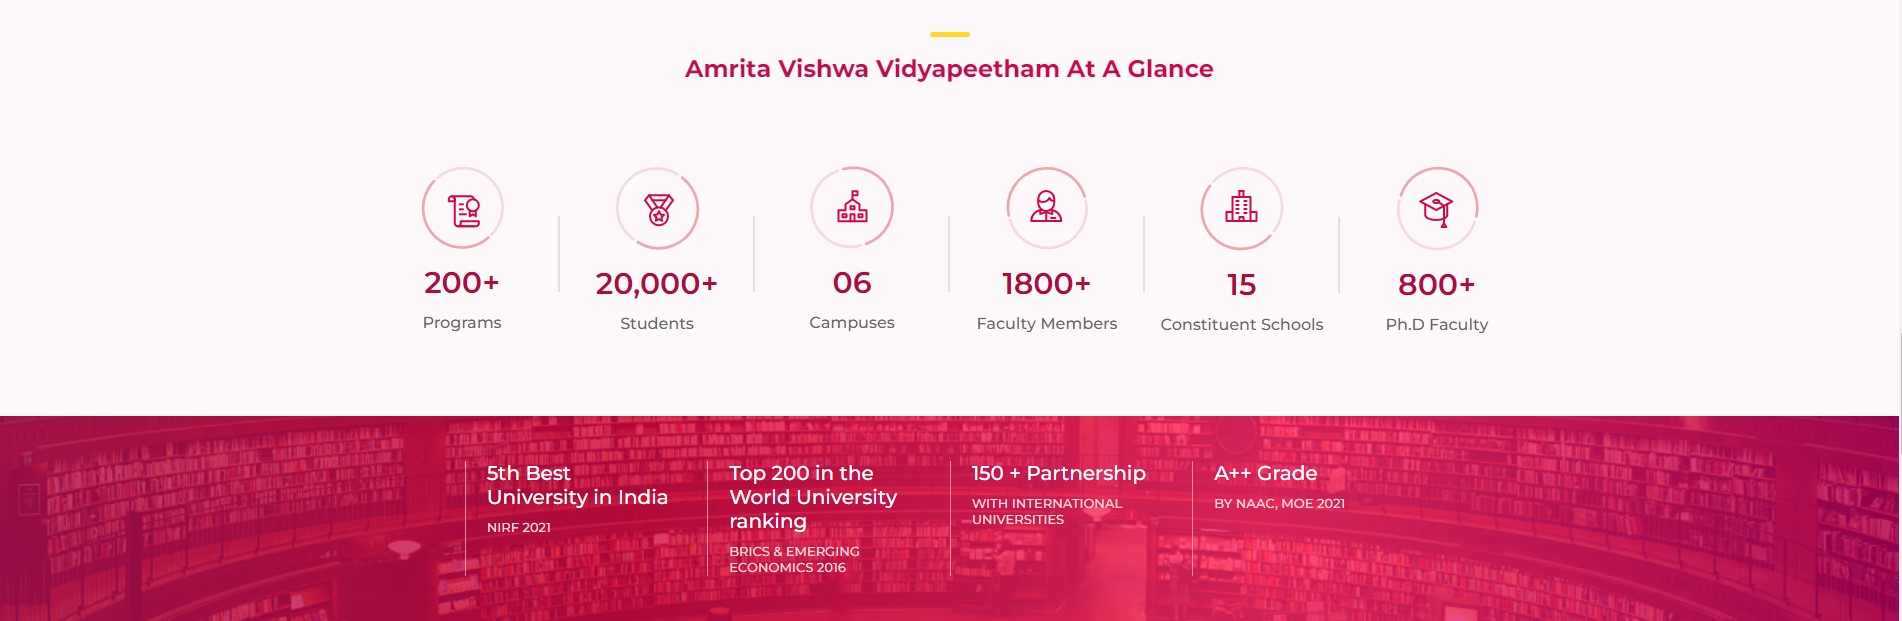 Amrita Vishwa Vidyapeetham At A Glance
200+
Programs
20,000+
Students
06
Campuses
1800+
Faculty Members
15
Constituent Schools
800+
Ph.D Faculty
5th Best
University in India
NIRF 2021
Top 200 in the
World University
ranking
BRICS & EMERGING
ECONOMICS 2016
150 + Partnership
WITH INTERNATIONAL
UNIVERSITIES
A++ Grade
BY NAAC, MOE 2021